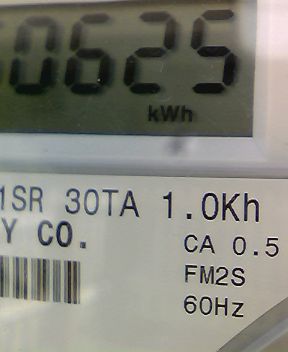 0625
kWh
1SR 30TA 1.0Kh
Y CO.
CA 0.5
FM2S
60Hz